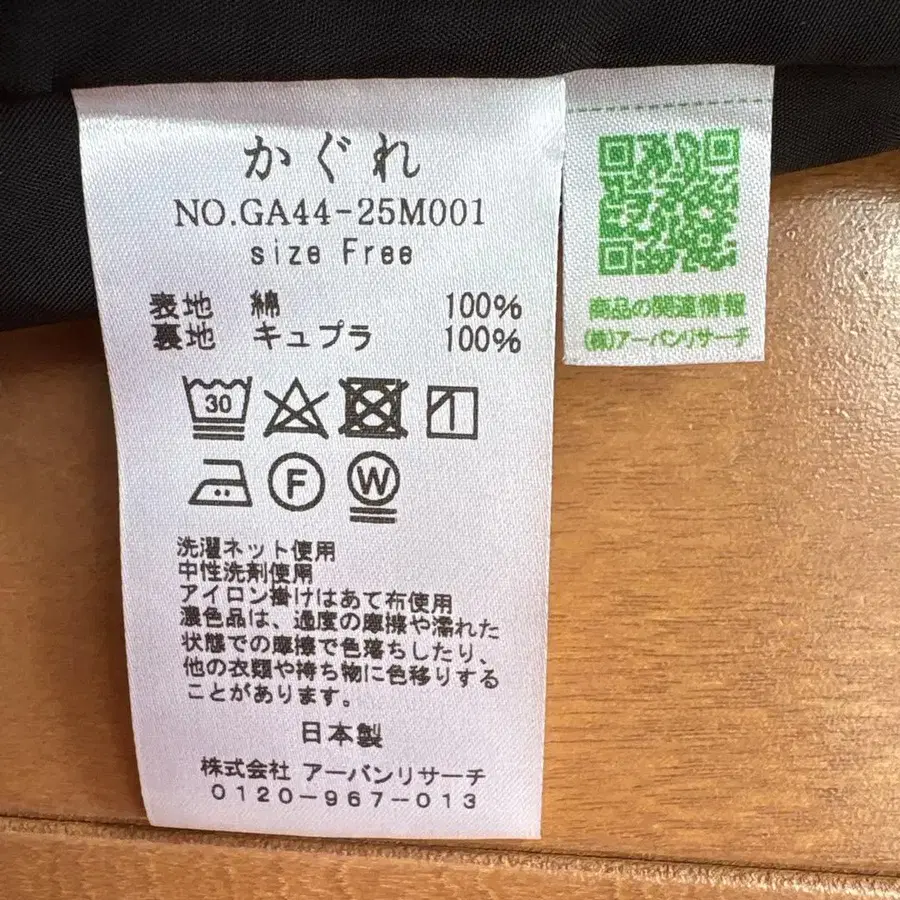 かぐれ
NO.GA44-25M001
size Free
表地 綿 100%
裏地 キュプラ 100%
30
F
W
洗濯ネット使用
中性洗剤使用
アイロン掛けはあて布使用
濃色品は、過度の摩擦や濡れた
状態での摩擦で色落ちしたり、
他の衣類や持ち物に色移りする
ことがあります。
日本製
株式会社 アーバンリサーチ
0120-967-013
商品の関連情報
(株)アーバンリサーチ